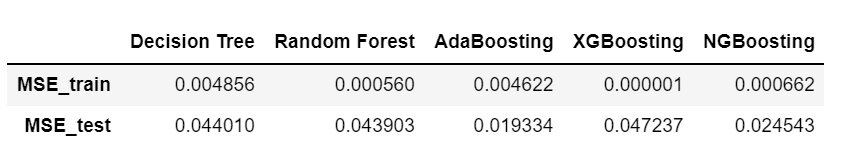 Decision Tree Random Forest AdaBoosting XGBoosting NGBoosting
MSE_train 0.004856 0.000560 0.004622 0.000001 0.000662
MSE_test 0.044010 0.043903 0.019334 0.047237 0.024543